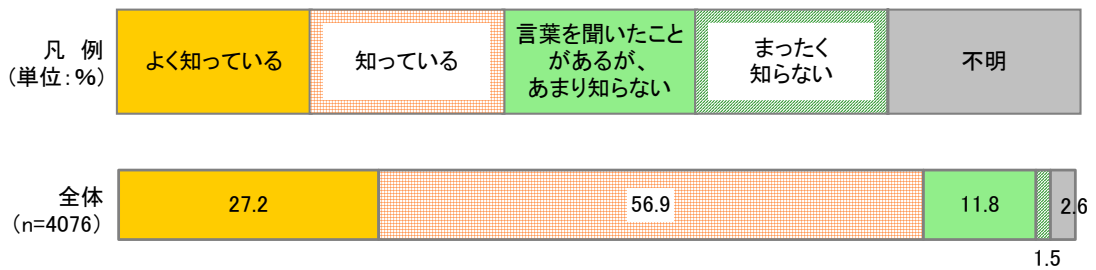 凡 例
(単位:%)
よく知っている
知っている
言葉を聞いたこと
があるが、
あまり知らない
まったく
知らない
不明
全体
(n=4076)
27.2
56.9
11.8
2.6
1.5